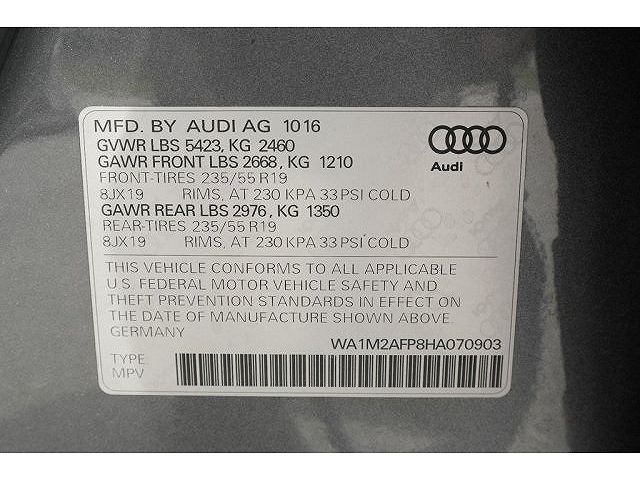 MFD. BY AUDI AG 1016
GVWR LBS 5423, KG 2460
GAWR FRONT LBS 2668, KG 1210
FRONT-TIRES 235/55 R19
8JX19 RIMS, AT 230 KPA 33 PSI COLD
GAWR REAR LBS 2976, KG 1350
REAR-TIRES 235/55 R19
8JX19 RIMS, AT 230 KPA 33 PSI COLD
Audi
THIS VEHICLE CONFORMS TO ALL APPLICABLE
U.S. FEDERAL MOTOR VEHICLE SAFETY AND
THEFT PREVENTION STANDARDS IN EFFECT ON
THE DATE OF MANUFACTURE SHOWN ABOVE.
GERMANY
WA1M2AFP8HA070903
TYPE:
MPV